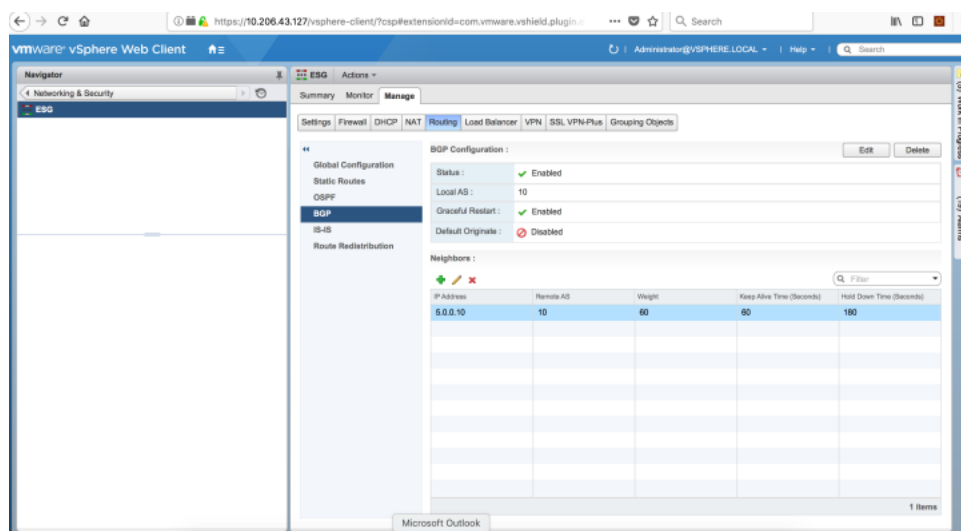 https://10.206.43.127/vsphere-client/?csp#extensionId=com.vmware.vshield.plugin.e
Search
vmware® vSphere Web Client
Administrator@VSPHERE.LOCAL
Help
Search
Navigator
ESG Actions
Networking & Security
Summary Monitor Manage
ESG
Settings Firewall DHCP NAT Routing Load Balancer VPN SSL VPN-Plus Grouping Objects
Global Configuration
Static Routes
OSPF
BGP
IS-IS
Route Redistribution
BGP Configuration :
Edit Delete
Status : Enabled
Local AS : 10
Graceful Restart : Enabled
Default Originate : Disabled
Neighbors :
Filter
IP Address Remote AS Weight Keep Alive Time (Seconds) Hold Down Time (Seconds)
5.0.0.10 10 60 60 180
1 items
Microsoft Outlook